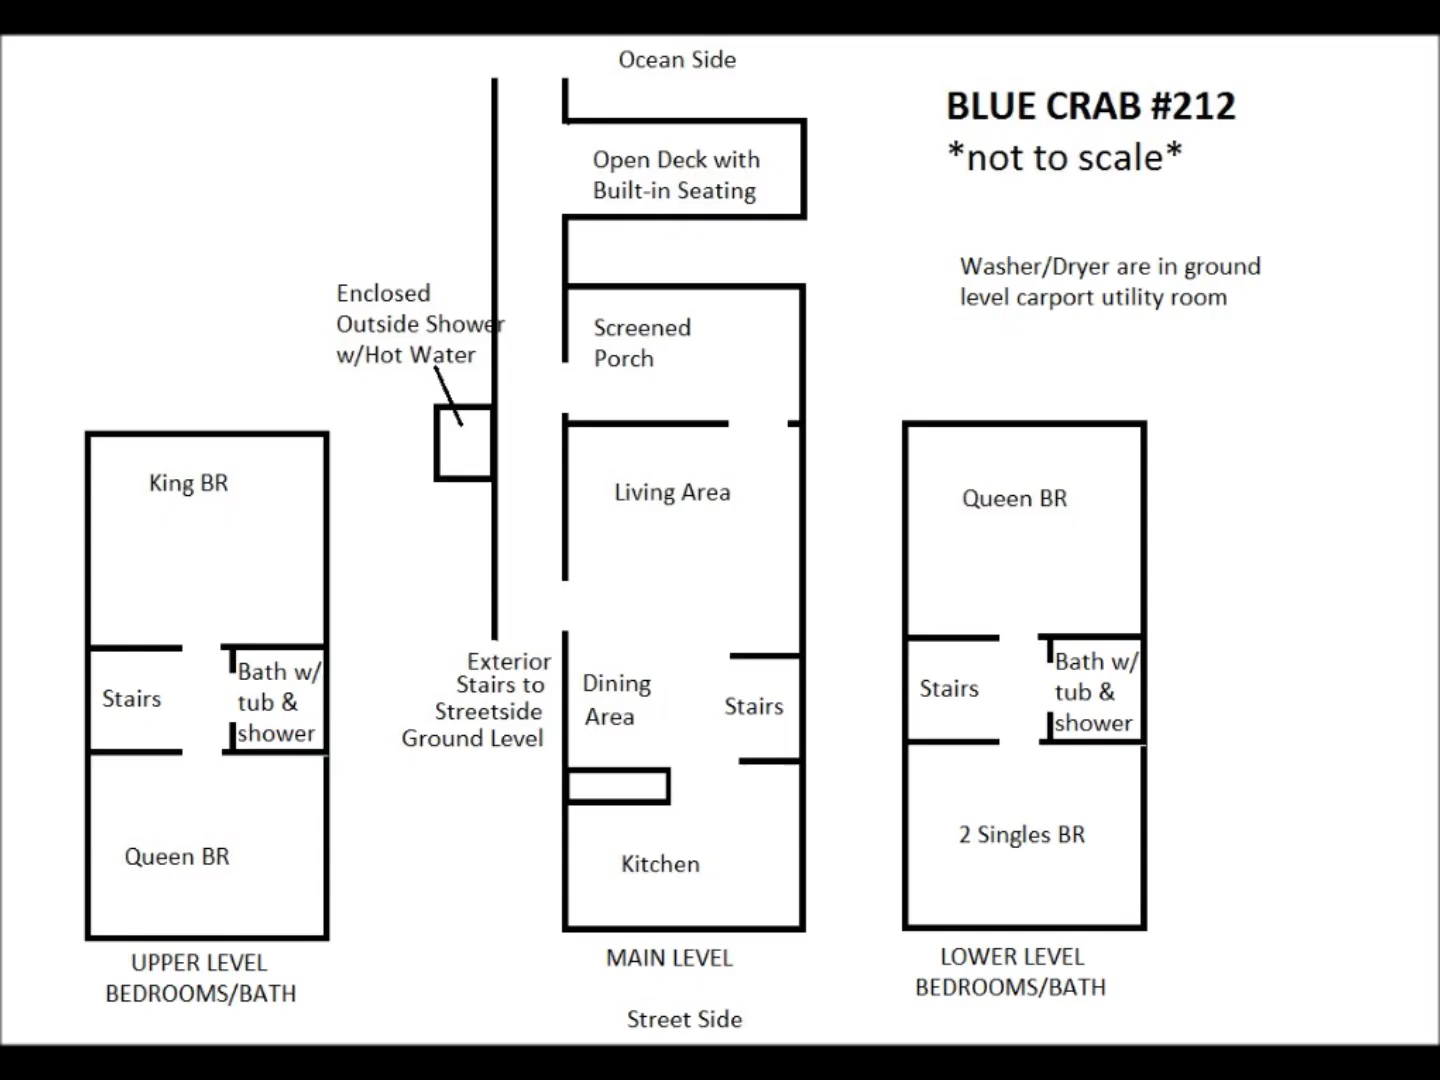 Ocean Side
BLUE CRAB #212
*not to scale*
Open Deck with
Built-in Seating
Washer/Dryer are in ground
level carport utility room
Enclosed
Outside Shower
w/Hot Water
Screened
Porch
King BR
Living Area
Queen BR
Stairs
Bath w/
tub &
shower
Exterior
Stairs to
Streetside
Ground Level
Dining
Area
Stairs
Stairs
Bath w/
tub &
shower
Queen BR
Kitchen
2 Singles BR
UPPER LEVEL
BEDROOMS/BATH
MAIN LEVEL
LOWER LEVEL
BEDROOMS/BATH
Street Side